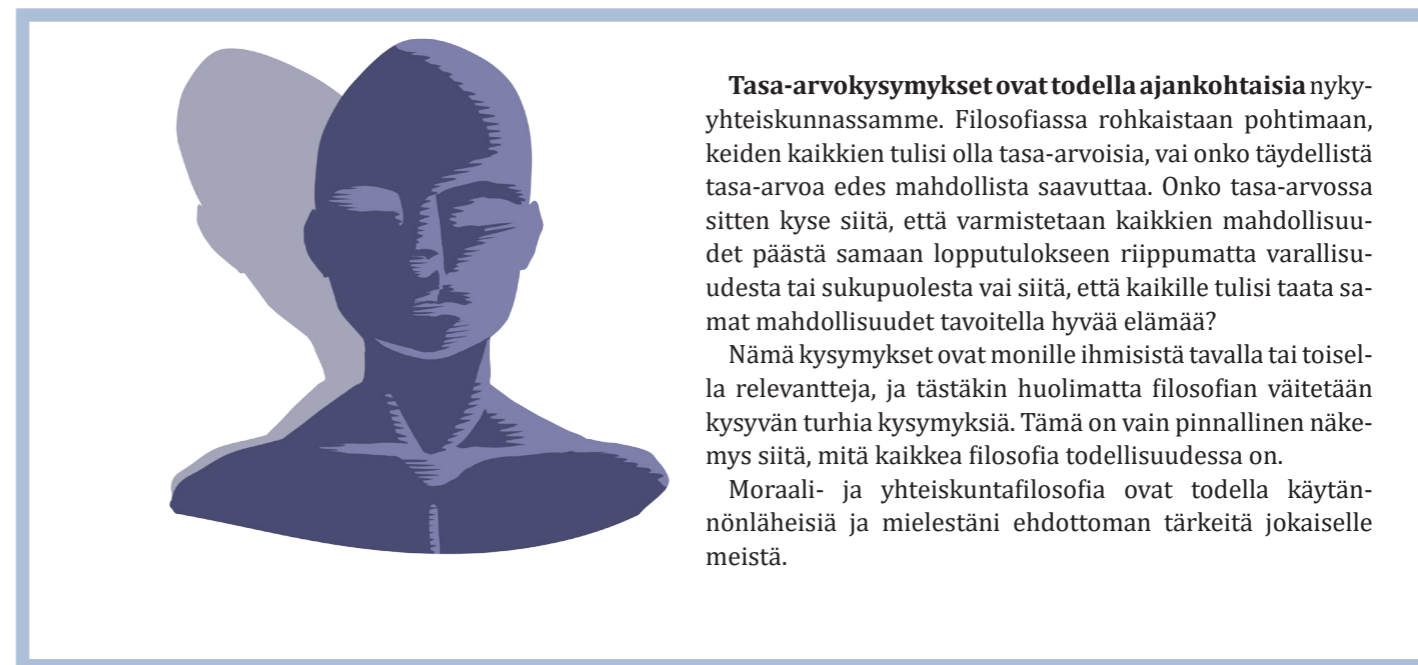 Tasa-arvokysymykset ovat todella ajankohtaisia nyky-
yhteiskunnassamme. Filosofiassa rohkaistaan pohtimaan,
keiden kaikkien tulisi olla tasa-arvoisia, vai onko täydellistä
tasa-arvoa edes mahdollista saavuttaa. Onko tasa-arvossa
sitten kyse siitä, että varmistetaan kaikkien mahdollisuu-
det päästä samaan lopputulokseen riippumatta varallisu-
udesta tai sukupuolesta vai siitä, että kaikille tulisi taata sa-
mat mahdollisuudet tavoitella hyvää elämää?
Nämä kysymykset ovat monille ihmisistä tavalla tai toisel-
la relevantteja, ja tästäkin huolimatta filosofian väitetään
kysyvän turhia kysymyksiä. Tämä on vain pinnallinen näke-
mys siitä, mitä kaikkea filosofia todellisuudessa on.
Moraali- ja yhteiskuntafilosofia ovat todella käytän-
nönläheisiä ja mielestäni ehdottoman tärkeitä jokaiselle
meistä.